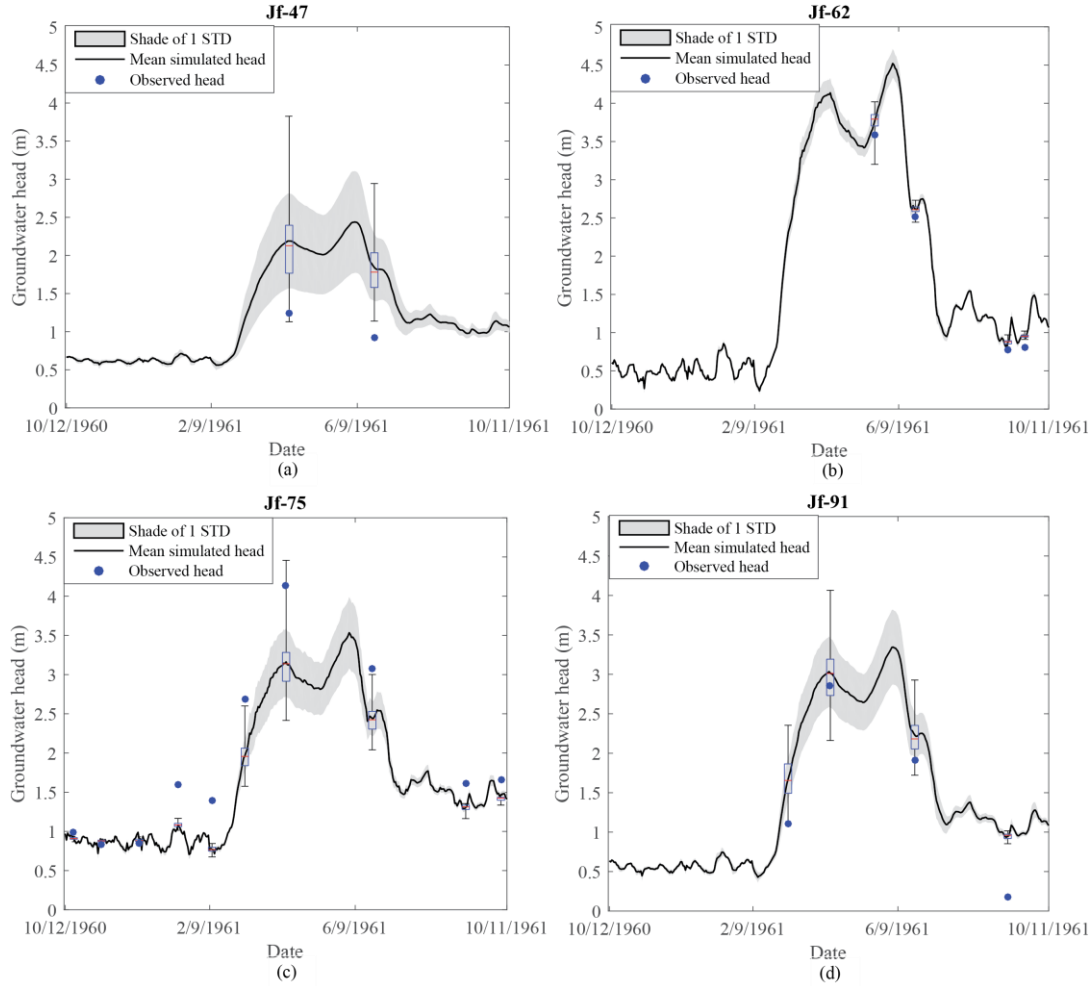 Jf-47
Shade of 1 STD
Mean simulated head
Observed head
Groundwater head (m)
5
4.5
4
3.5
3
2.5
2
1.5
1
0.5
0
10/12/1960 2/9/1961 6/9/1961 10/11/1961
Date
(a)
Jf-62
Shade of 1 STD
Mean simulated head
Observed head
Groundwater head (m)
5
4.5
4
3.5
3
2.5
2
1.5
1
0.5
0
10/12/1960 2/9/1961 6/9/1961 10/11/1961
Date
(b)
Jf-75
Shade of 1 STD
Mean simulated head
Observed head
Groundwater head (m)
5
4.5
4
3.5
3
2.5
2
1.5
1
0.5
0
10/12/1960 2/9/1961 6/9/1961 10/11/1961
Date
(c)
Jf-91
Shade of 1 STD
Mean simulated head
Observed head
Groundwater head (m)
5
4.5
4
3.5
3
2.5
2
1.5
1
0.5
0
10/12/1960 2/9/1961 6/9/1961 10/11/1961
Date
(d)